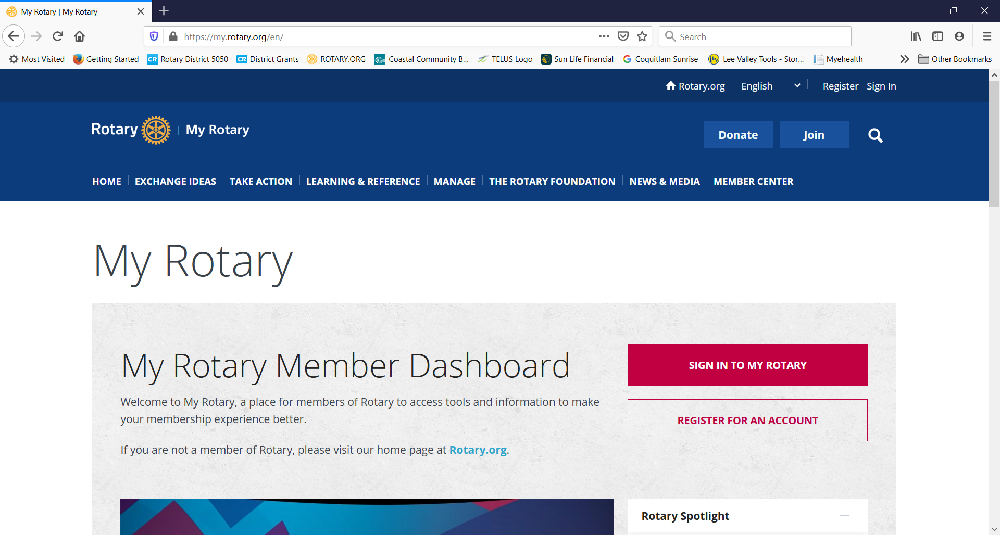 My Rotary | My Rotary
https://my.rotary.org/en/
Search
Most Visited Getting Started CR Rotary District 5050 CR District Grants ROTARY.ORG Coastal Community B... TELUS Logo Sun Life Financial Coquitlam Sunrise Lee Valley Tools - Stor... Myehealth Other Bookmarks
Rotary.org English Register Sign In
Rotary | My Rotary
Donate Join
HOME EXCHANGE IDEAS TAKE ACTION LEARNING & REFERENCE MANAGE THE ROTARY FOUNDATION NEWS & MEDIA MEMBER CENTER
My Rotary
My Rotary Member Dashboard
Welcome to My Rotary, a place for members of Rotary to access tools and information to make
your membership experience better.
If you are not a member of Rotary, please visit our home page at Rotary.org.
SIGN IN TO MY ROTARY
REGISTER FOR AN ACCOUNT
Rotary Spotlight